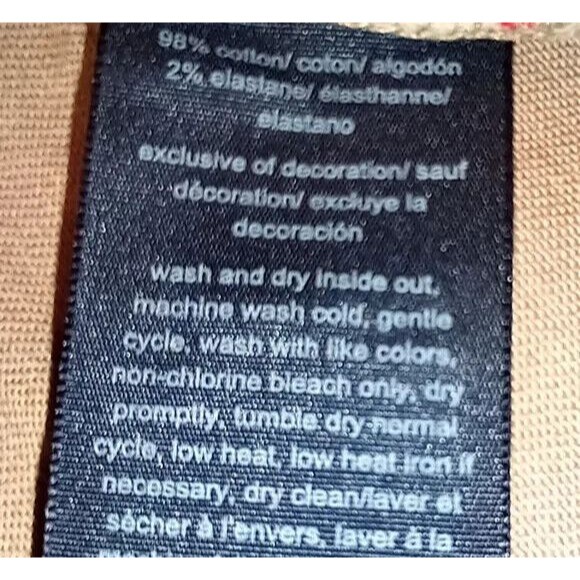 98% cotton/ coton/ algodón
2% elastane/ élasthanne/
elastano
exclusive of decoration/ sauf
décoration/ excluye la
decoración
wash and dry inside out.
machine wash cold, gentle
cycle, wash with like colors,
non-chlorine bleach only, dry
promptly, tumble dry-normal
cycle, low heat, low heat iron if
necessary, dry clean/laver et
sécher à l'envers. laver à la